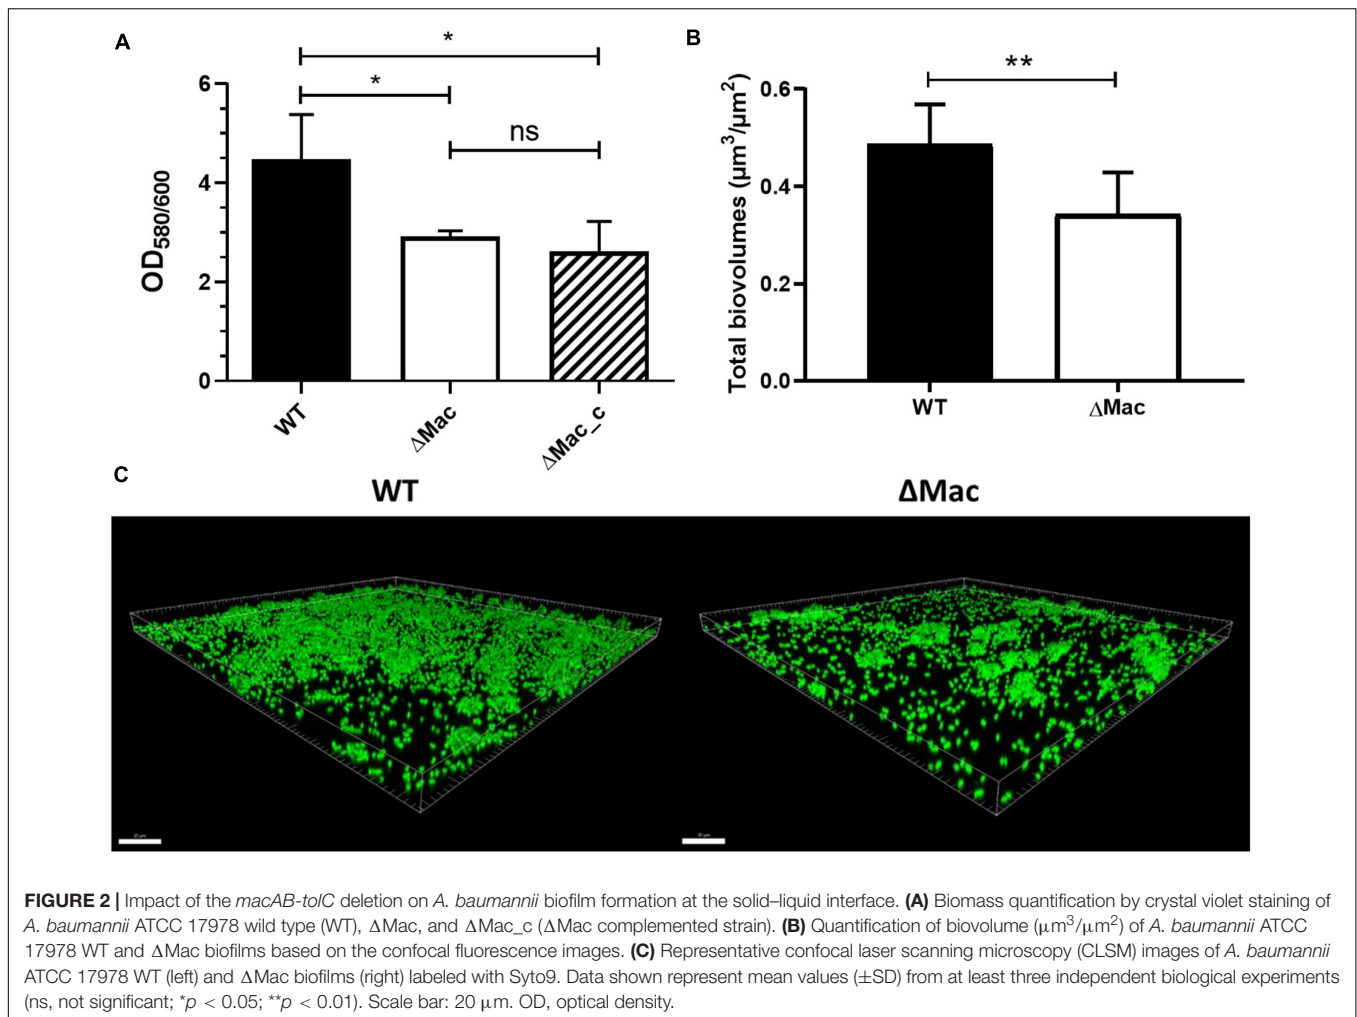 A
*
*
ns
6
4
2
0
OD580/600
WT
ΔMac
ΔMac_c
B
**
0.6
0.4
0.2
0.0
Total biovolumes (µm³/µm²)
WT
ΔMac
C
WT
ΔMac
20 µm
20 µm
FIGURE 2 | Impact of the macAB-tolC deletion on A. baumannii biofilm formation at the solid–liquid interface. (A) Biomass quantification by crystal violet staining of
A. baumannii ATCC 17978 wild type (WT), ΔMac, and ΔMac_c (ΔMac complemented strain). (B) Quantification of biovolume (µm³/µm²) of A. baumannii ATCC
17978 WT and ΔMac biofilms based on the confocal fluorescence images. (C) Representative confocal laser scanning microscopy (CLSM) images of A. baumannii
ATCC 17978 WT (left) and ΔMac biofilms (right) labeled with Syto9. Data shown represent mean values (±SD) from at least three independent biological experiments
(ns, not significant; *p < 0.05; **p < 0.01). Scale bar: 20 µm. OD, optical density.